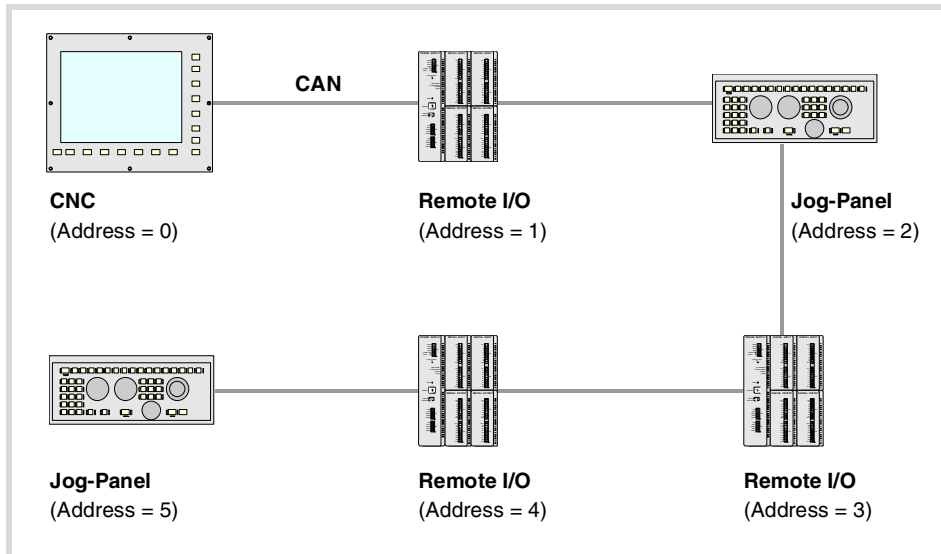 CAN
CNC
(Address = 0)
Remote I/O
(Address = 1)
Jog-Panel
(Address = 2)
Jog-Panel
(Address = 5)
Remote I/O
(Address = 4)
Remote I/O
(Address = 3)